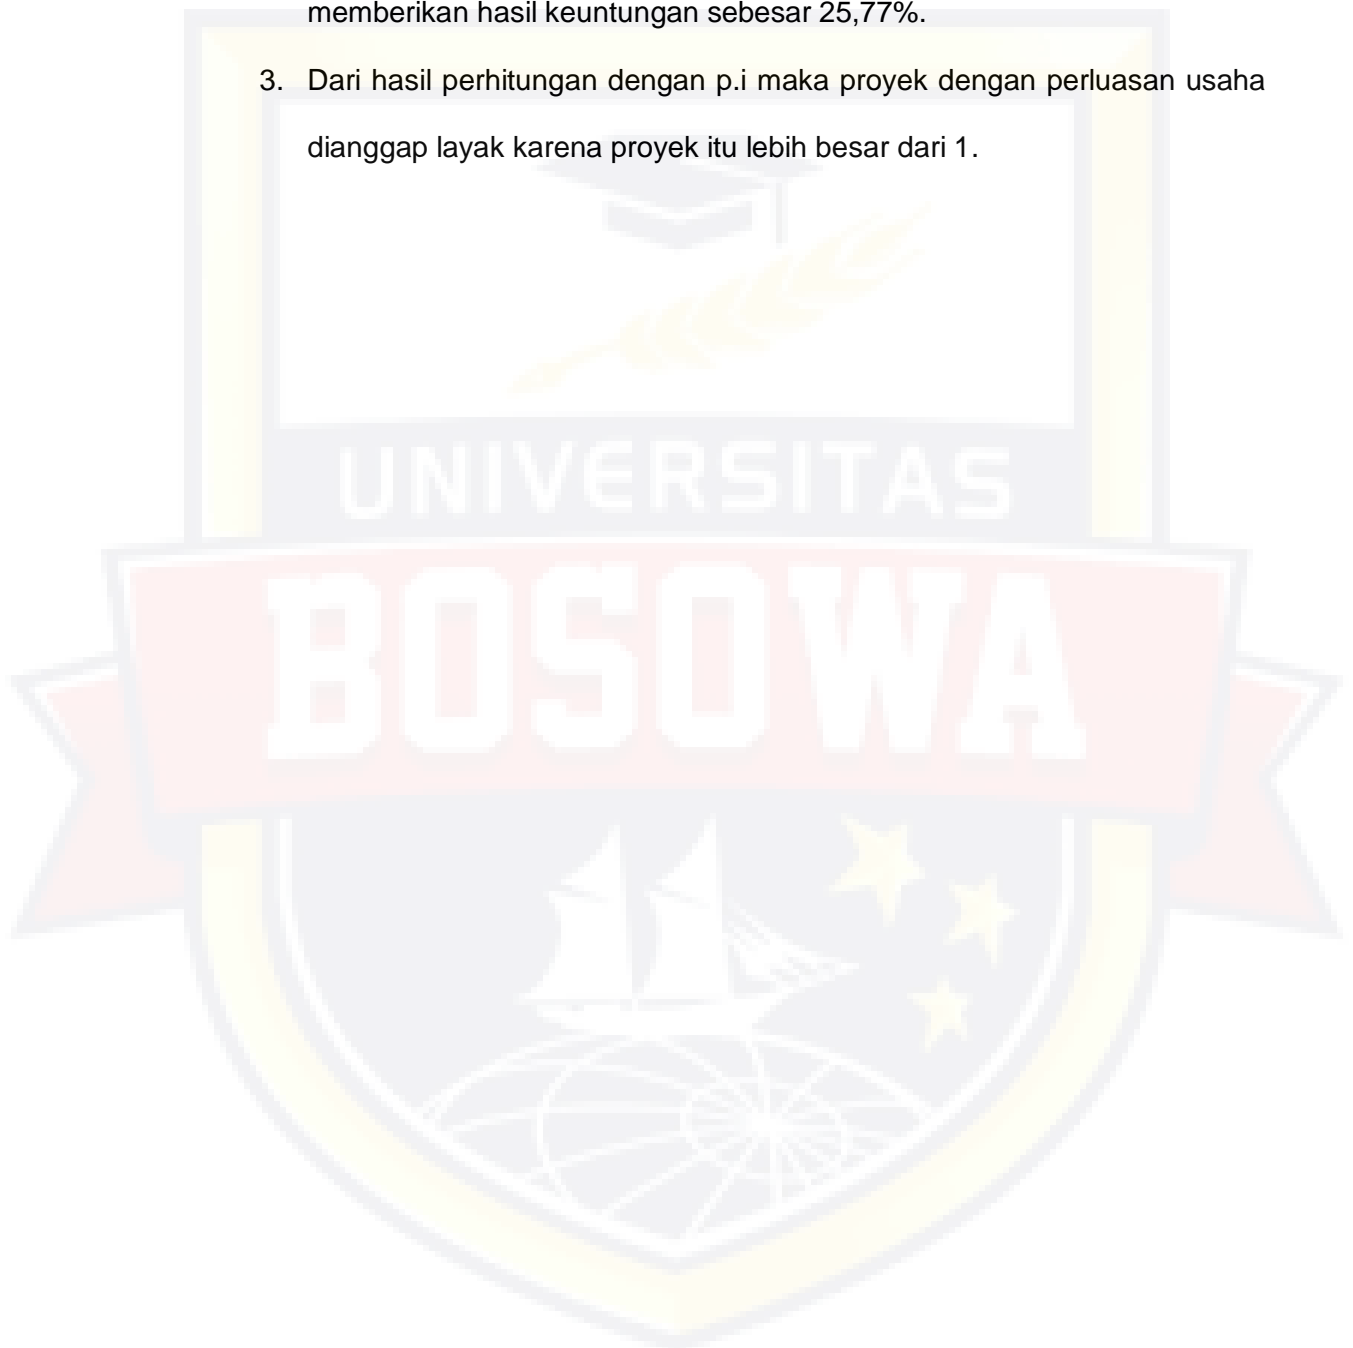 memberikan hasil keuntungan sebesar 25,77%.
3. Dari hasil perhitungan dengan p.i maka proyek dengan perluasan usaha
dianggap layak karena proyek itu lebih besar dari 1.
UNIVERSITAS
BOSOWA